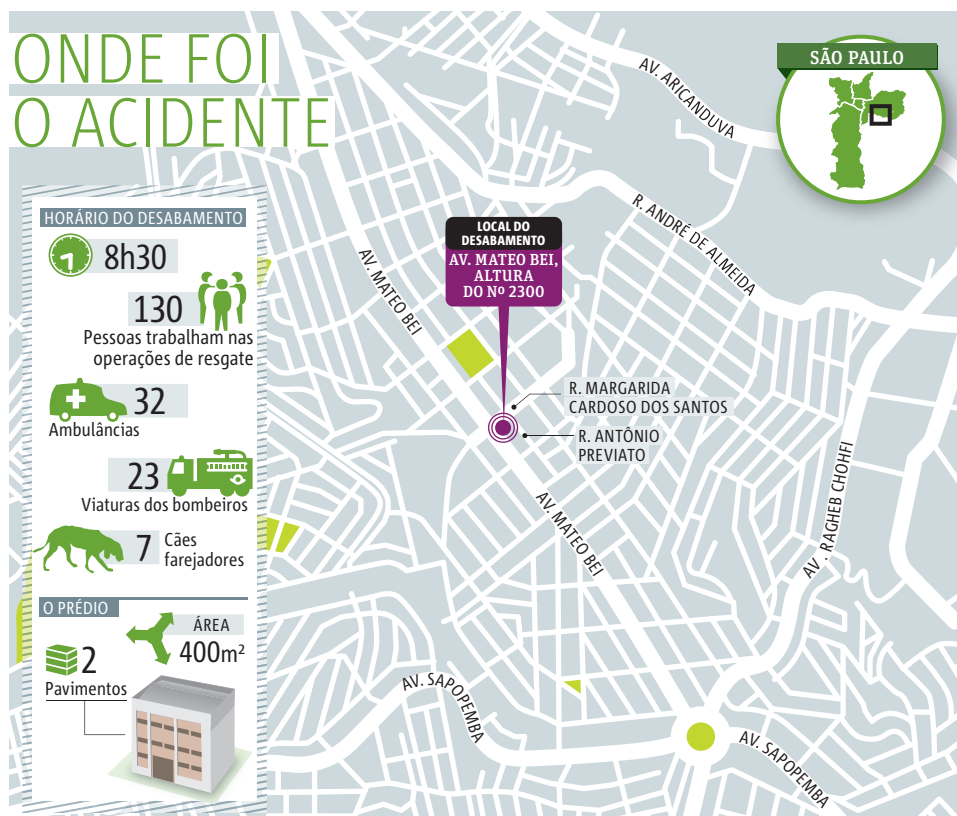 ONDE FOI
O ACIDENTE
SÃO PAULO
HORÁRIO DO DESABAMENTO
8h30
130
Pessoas trabalham nas
operações de resgate
32
Ambulâncias
23
Viaturas dos bombeiros
7
Cães
farejadores
O PRÉDIO
ÁREA
400m²
2
Pavimentos
AV. ARICANDUVA
R. ANDRÉ DE ALMEIDA
LOCAL DO
DESABAMENTO
AV. MATEO BEI,
ALTURA
DO Nº 2300
AV. MATEO BEI
R. MARGARIDA
CARDOSO DOS SANTOS
R. ANTÔNIO
PREVIATO
AV. MATEO BEI
AV. RAGHEB CHOHFI
AV. SAPOPEMBA
AV. SAPOPEMBA